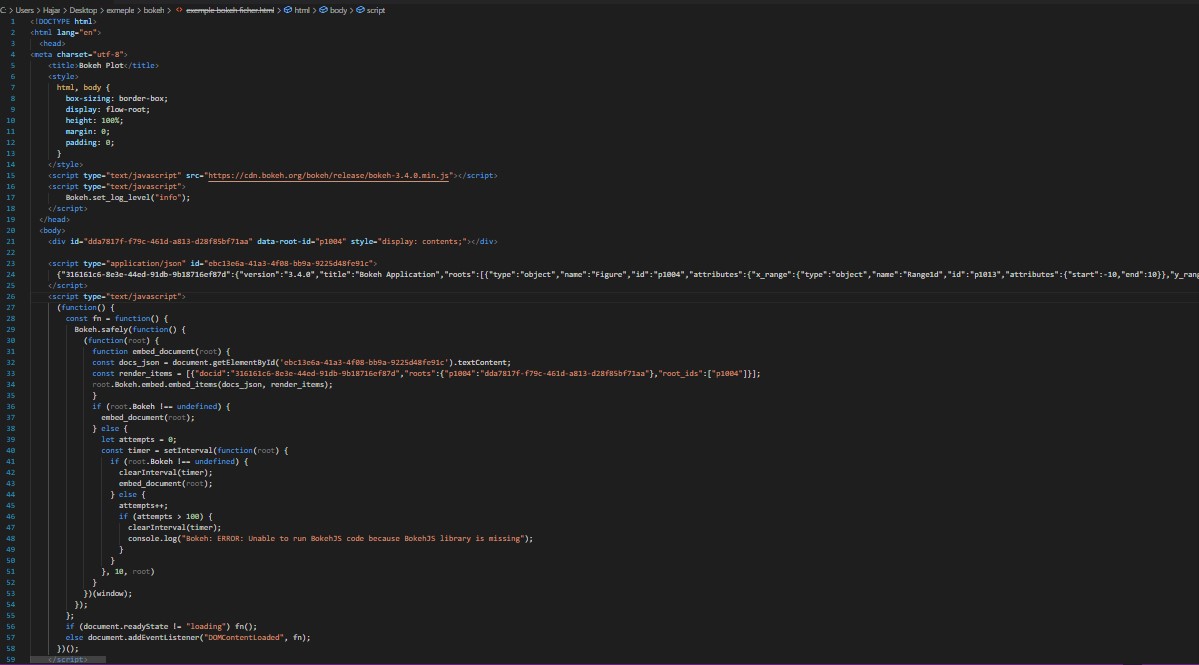 C: > Users > Hajar > Desktop > exmeple > bokeh > <> exemple bokeh ficher.html > html > body > script
1 <!DOCTYPE html>
2 <html lang="en">
3 <head>
4 <meta charset="utf-8">
5 <title>Bokeh Plot</title>
6 <style>
7 html, body {
8 box-sizing: border-box;
9 display: flow-root;
10 height: 100%;
11 margin: 0;
12 padding: 0;
13 }
14 </style>
15 <script type="text/javascript" src="https://cdn.bokeh.org/bokeh/release/bokeh-3.4.0.min.js"></script>
16 <script type="text/javascript">
17 Bokeh.set_log_level("info");
18 </script>
19 </head>
20 <body>
21 <div id="dda7817f-f79c-461d-a813-d28f85bf71aa" data-root-id="p1004" style="display: contents;"></div>
22
23 <script type="application/json" id="ebc13e6a-41a3-4f08-bb9a-9225d48fe91c">
24 {"316161c6-8e3e-44ed-91db-9b18716ef87d":{"version":"3.4.0","title":"Bokeh Application","roots":[{"type":"object","name":"Figure","id":"p1004","attributes":{"x_range":{"type":"object","name":"Range1d","id":"p1013","attributes":{"start":-10,"end":10}},"y_rang
25 </script>
26 <script type="text/javascript">
27 (function() {
28 const fn = function() {
29 Bokeh.safely(function() {
30 (function(root) {
31 function embed_document(root) {
32 const docs_json = document.getElementById('ebc13e6a-41a3-4f08-bb9a-9225d48fe91c').textContent;
33 const render_items = [{"docid":"316161c6-8e3e-44ed-91db-9b18716ef87d","roots":{"p1004":"dda7817f-f79c-461d-a813-d28f85bf71aa"},"root_ids":["p1004"]}];
34 root.Bokeh.embed.embed_items(docs_json, render_items);
35 }
36 if (root.Bokeh !== undefined) {
37 embed_document(root);
38 } else {
39 let attempts = 0;
40 const timer = setInterval(function(root) {
41 if (root.Bokeh !== undefined) {
42 clearInterval(timer);
43 embed_document(root);
44 } else {
45 attempts++;
46 if (attempts > 100) {
47 clearInterval(timer);
48 console.log("Bokeh: ERROR: Unable to run BokehJS code because BokehJS library is missing");
49 }
50 }
51 }, 10, root)
52 }
53 })(window);
54 });
55 };
56 if (document.readyState != "loading") fn();
57 else document.addEventListener("DOMContentLoaded", fn);
58 })();
59 </script>